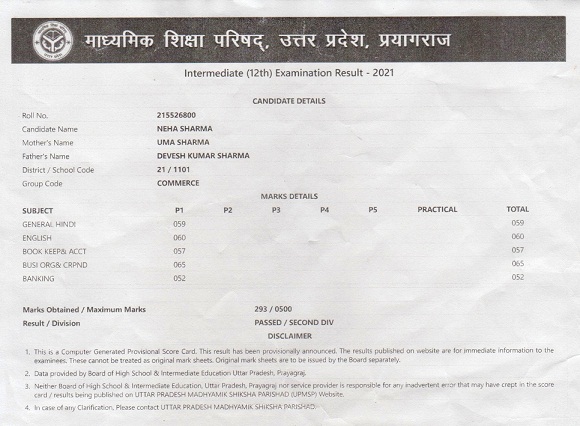 माध्यमिक शिक्षा परिषद्, उत्तर प्रदेश, प्रयागराज
Intermediate (12th) Examination Result - 2021
CANDIDATE DETAILS
Roll No. 215526800
Candidate Name NEHA SHARMA
Mother's Name UMA SHARMA
Father's Name DEVESH KUMAR SHARMA
District / School Code 21 / 1101
Group Code COMMERCE
MARKS DETAILS
SUBJECT P1 P2 P3 P4 P5 PRACTICAL TOTAL
GENERAL HINDI 059 059
ENGLISH 060 060
BOOK KEEP& ACCT 057 057
BUSI ORG& CRPND 065 065
BANKING 052 052
Marks Obtained / Maximum Marks 293 / 0500
Result / Division PASSED / SECOND DIV
DISCLAIMER
1. This is a Computer Generated Provisional Score Card. This result has been provisionally announced. The results published on website are for immediate information to the
examinees. These cannot be treated as original mark sheets. Original mark sheets are to be issued by the Board separately.
2. Data provided by Board of High School & Intermediate Education Uttar Pradesh, Prayagraj.
3. Neither Board of High School & Intermediate Education, Uttar Pradesh, Prayagraj nor service provider is responsible for any inadvertent error that may have crept in the score
card / results being published on UTTAR PRADESH MADHYAMIK SHIKSHA PARISHAD (UPMSP) Website.
4. In case of any Clarification, Please contact UTTAR PRADESH MADHYAMIK SHIKSHA PARISHAD.